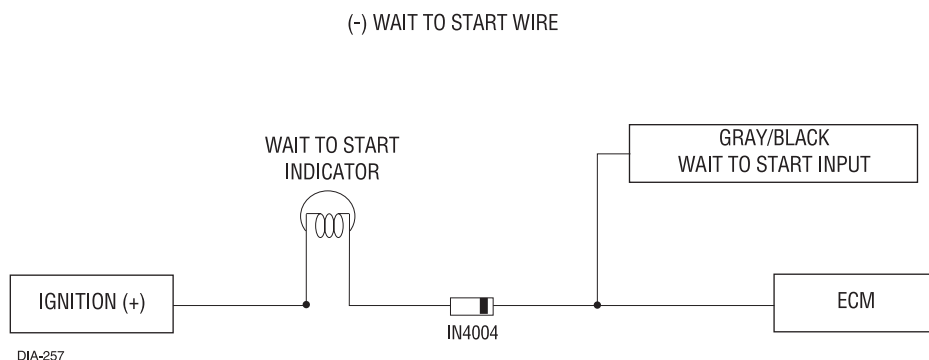 (-) WAIT TO START WIRE
WAIT TO START
INDICATOR
GRAY/BLACK
WAIT TO START INPUT
IGNITION (+)
IN4004
ECM
DIA-257